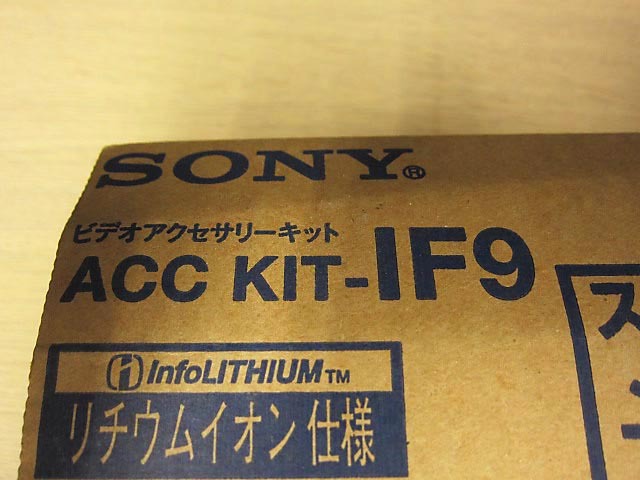 SONY®
ビデオアクセサリーキット
ACC KIT-IF9
InfoLITHIUM™
リチウムイオン仕様